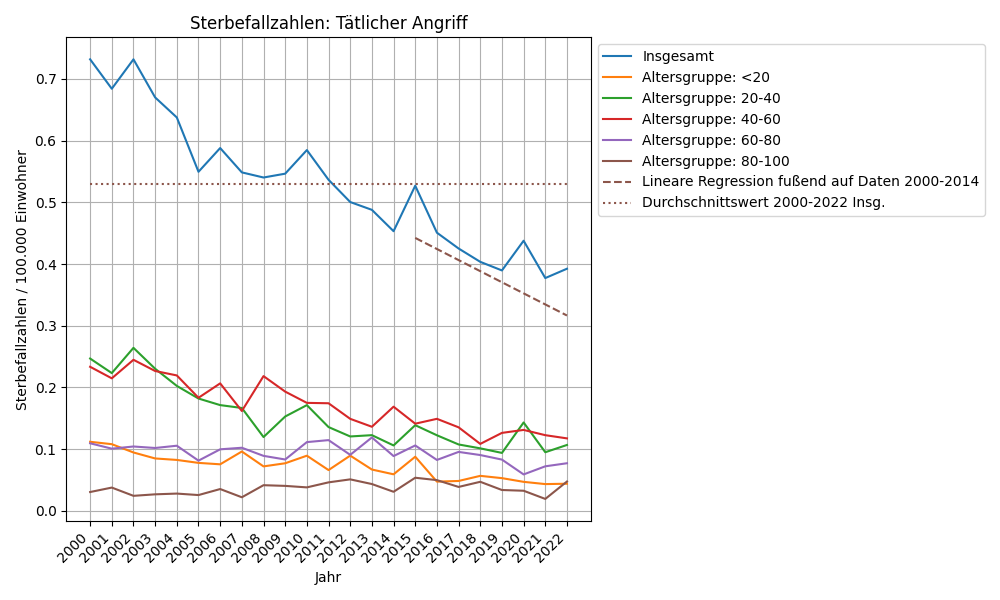 Sterbefallzahlen: Tätlicher Angriff
Insgesamt
Altersgruppe: <20
Altersgruppe: 20-40
Altersgruppe: 40-60
Altersgruppe: 60-80
Altersgruppe: 80-100
Lineare Regression fußend auf Daten 2000-2014
Durchschnittswert 2000-2022 Insg.
Sterbefallzahlen / 100.000 Einwohner
0.7
0.6
0.5
0.4
0.3
0.2
0.1
0.0
2000 2001 2002 2003 2004 2005 2006 2007 2008 2009 2010 2011 2012 2013 2014 2015 2016 2017 2018 2019 2020 2021 2022
Jahr